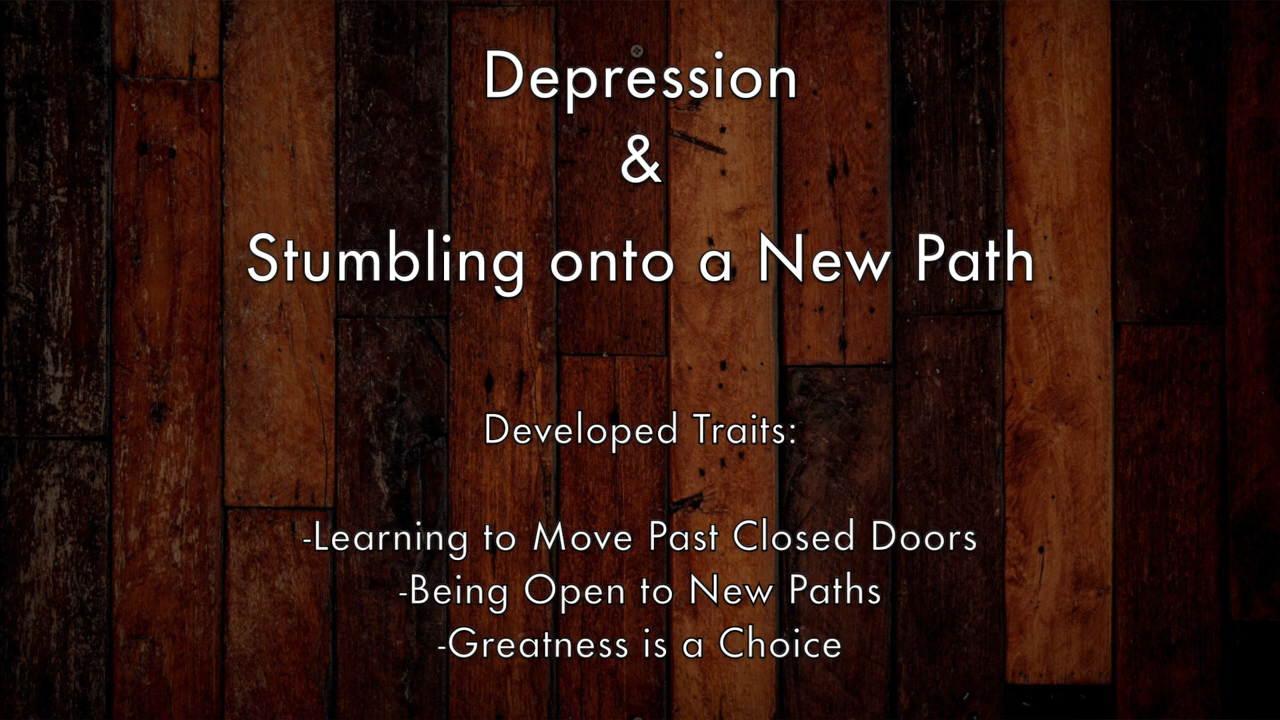 Depression
&
Stumbling onto a New Path
Developed Traits:
-Learning to Move Past Closed Doors
-Being Open to New Paths
-Greatness is a Choice